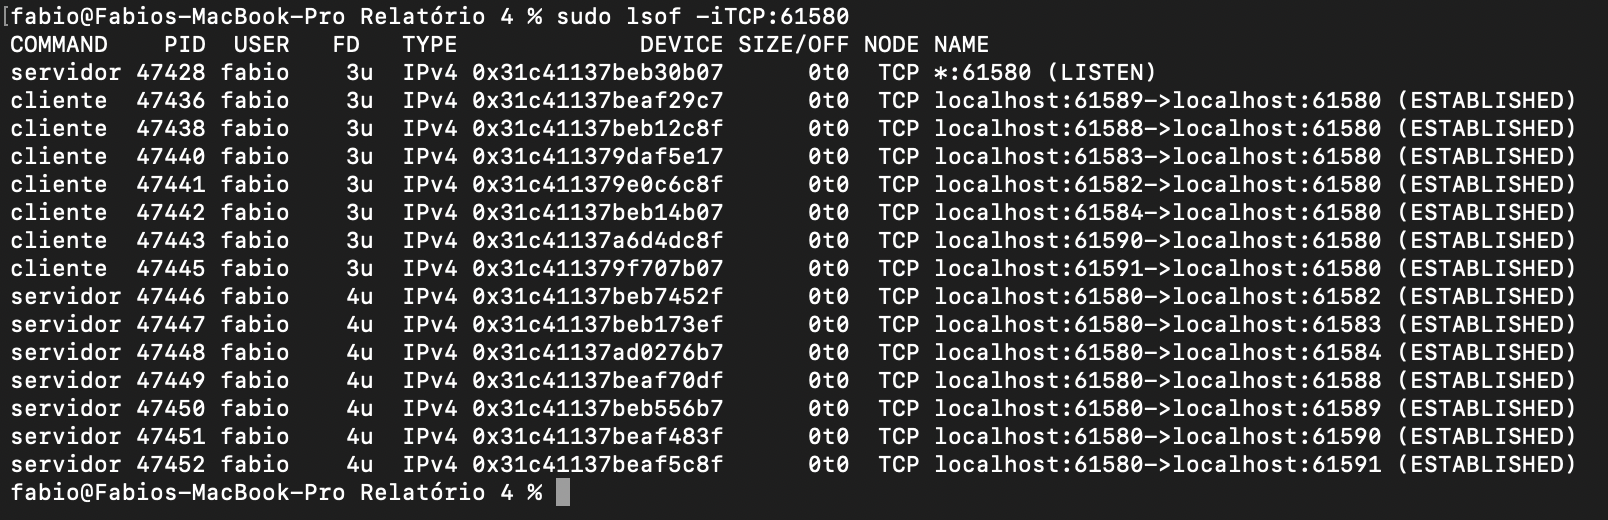 [fabio@Fabios-MacBook-Pro Relatório 4 % sudo lsof -iTCP:61580
COMMAND PID USER FD TYPE DEVICE SIZE/OFF NODE NAME
servidor 47428 fabio 3u IPv4 0x31c41137beb30b07 0t0 TCP *:61580 (LISTEN)
cliente 47436 fabio 3u IPv4 0x31c41137beaf29c7 0t0 TCP localhost:61589->localhost:61580 (ESTABLISHED)
cliente 47438 fabio 3u IPv4 0x31c41137beb12c8f 0t0 TCP localhost:61588->localhost:61580 (ESTABLISHED)
cliente 47440 fabio 3u IPv4 0x31c411379daf5e17 0t0 TCP localhost:61583->localhost:61580 (ESTABLISHED)
cliente 47441 fabio 3u IPv4 0x31c411379e0c6c8f 0t0 TCP localhost:61582->localhost:61580 (ESTABLISHED)
cliente 47442 fabio 3u IPv4 0x31c41137beb14b07 0t0 TCP localhost:61584->localhost:61580 (ESTABLISHED)
cliente 47443 fabio 3u IPv4 0x31c41137a6d4dc8f 0t0 TCP localhost:61590->localhost:61580 (ESTABLISHED)
cliente 47445 fabio 3u IPv4 0x31c411379f707b07 0t0 TCP localhost:61591->localhost:61580 (ESTABLISHED)
servidor 47446 fabio 4u IPv4 0x31c41137beb7452f 0t0 TCP localhost:61580->localhost:61582 (ESTABLISHED)
servidor 47447 fabio 4u IPv4 0x31c41137beb173ef 0t0 TCP localhost:61580->localhost:61583 (ESTABLISHED)
servidor 47448 fabio 4u IPv4 0x31c41137ad0276b7 0t0 TCP localhost:61580->localhost:61584 (ESTABLISHED)
servidor 47449 fabio 4u IPv4 0x31c41137beaf70df 0t0 TCP localhost:61580->localhost:61588 (ESTABLISHED)
servidor 47450 fabio 4u IPv4 0x31c41137beb556b7 0t0 TCP localhost:61580->localhost:61589 (ESTABLISHED)
servidor 47451 fabio 4u IPv4 0x31c41137beaf483f 0t0 TCP localhost:61580->localhost:61590 (ESTABLISHED)
servidor 47452 fabio 4u IPv4 0x31c41137beaf5c8f 0t0 TCP localhost:61580->localhost:61591 (ESTABLISHED)
fabio@Fabios-MacBook-Pro Relatório 4 %